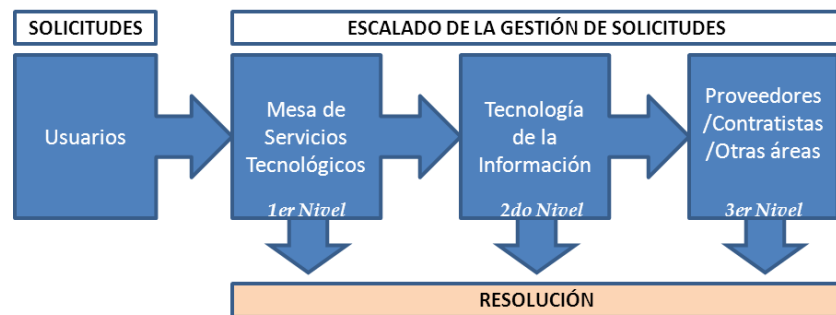 SOLICITUDES
ESCALADO DE LA GESTIÓN DE SOLICITUDES
Usuarios
Mesa de
Servicios
Tecnológicos
1er Nivel
Tecnología
de la
Información
2do Nivel
Proveedores
/Contratistas
/Otras áreas
3er Nivel
RESOLUCIÓN